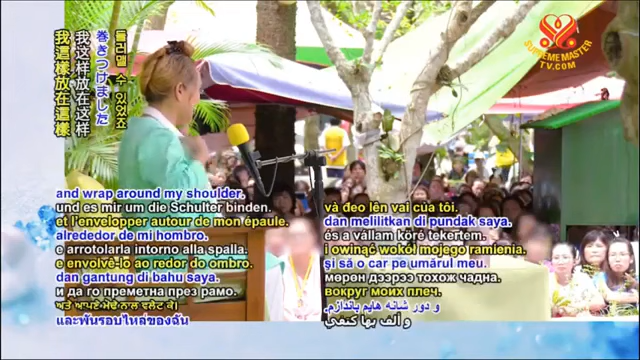 둘러맬 수 있었죠
巻きつけました
我这样放在这样
我這樣放在這樣
SUPREME MASTER
TV.COM
and wrap around my shoulder.
und es mir um die Schulter binden.
et l'envelopper autour de mon épaule.
alrededor de mi hombro.
e arrotolarla intorno alla spalla.
e envolvê-lo ao redor do ombro.
dan gantung di bahu saya.
и да го преметна през рамо.
ਅਤੇ ਆਪਣੇ ਮੋਢੇ ਨਾਲ ਵਲੇਟ ਕੇ।
และพันรอบไหล่ของฉัน
và đeo lên vai của tôi.
dan melilitkan di pundak saya.
és a vállam köré tekertem.
i owinąć wokół mojego ramienia.
și să o car pe umărul meu.
мөрөн дээрээ тохож чадна.
вокруг моих плеч.
و دور شانه هایم بیاندازم.